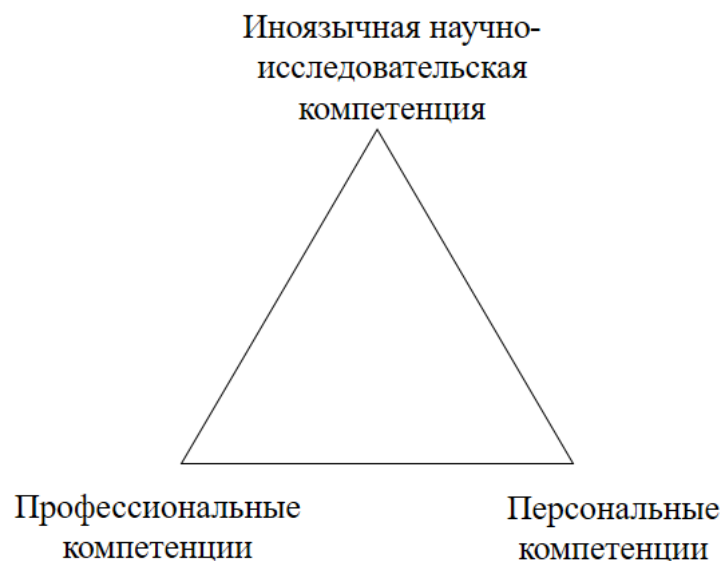 Иноязычная научно-
исследовательская
компетенция
Профессиональные
компетенции
Персональные
компетенции